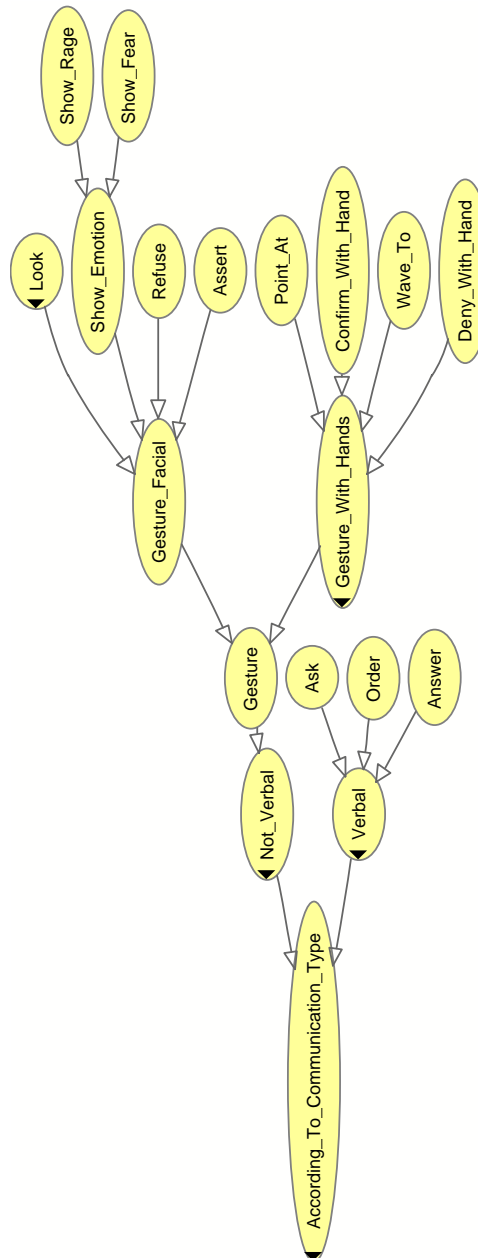 According_To_Communication_Type
Not_Verbal
Verbal
Gesture
Ask
Order
Answer
Gesture_Facial
Gesture_With_Hands
Look
Show_Emotion
Refuse
Assert
Point_At
Confirm_With_Hand
Wave_To
Deny_With_Hand
Show_Rage
Show_Fear